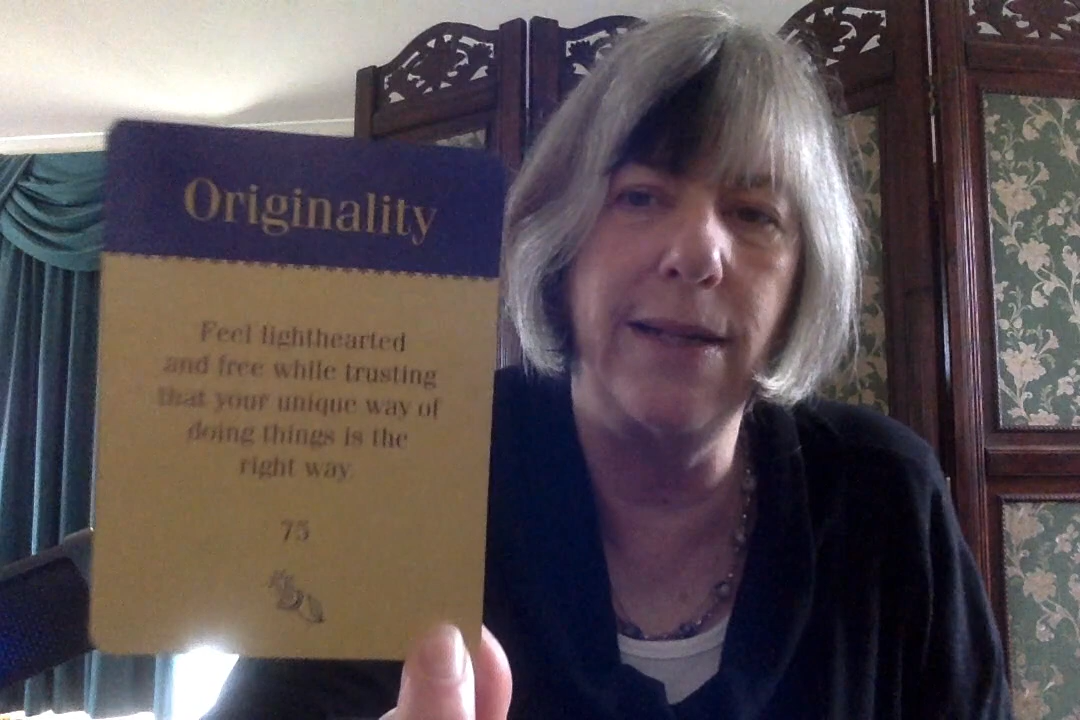 Originality
Feel lighthearted
and free while trusting
that your unique way of
doing things is the
right way.
75